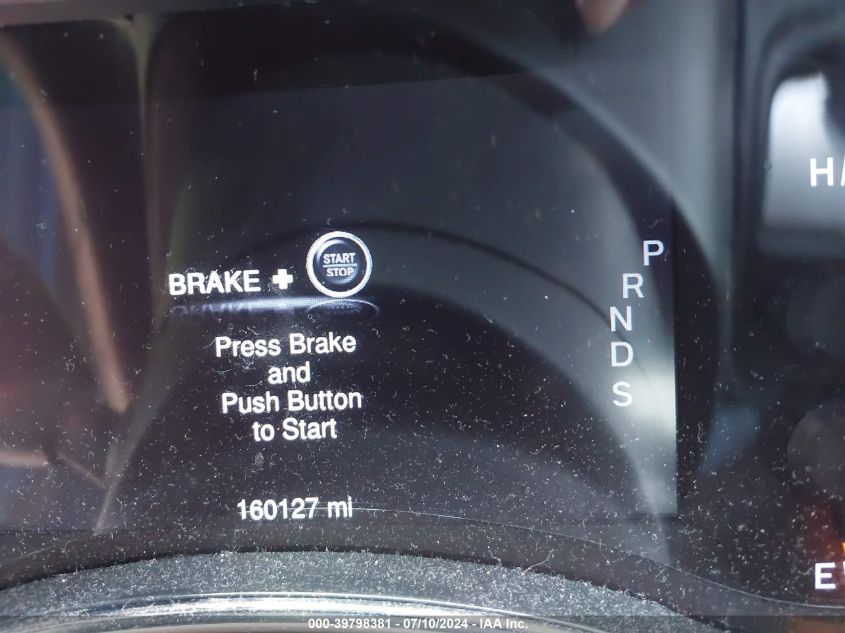 H
BRAKE + START STOP
P
R
N
D
S
Press Brake
and
Push Button
to Start
160127 mi
E
000-39798381 - 07/10/2024 - IAA Inc.